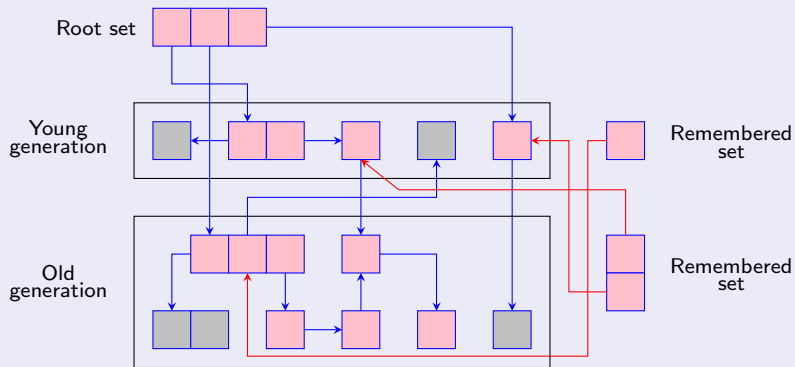 Root set
Young
generation
Remembered
set
Old
generation
Remembered
set